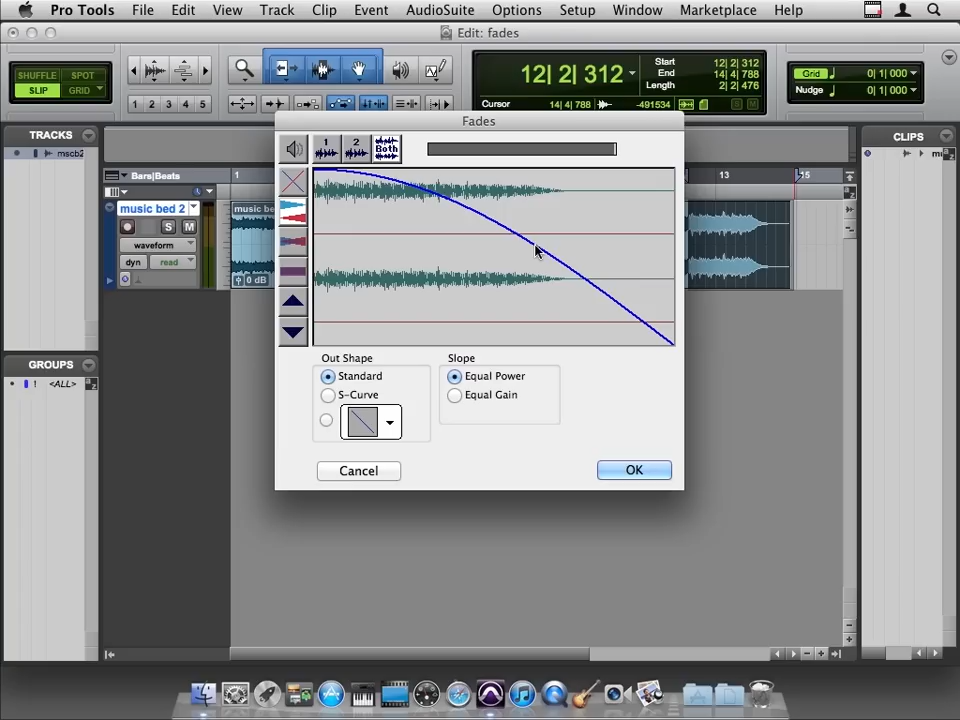 Pro Tools File Edit View Track Clip Event AudioSuite Options Setup Window Marketplace Help
Edit: fades
SHUFFLE SPOT
SLIP GRID
1 2 3 4 5
12| 2| 312
Start 12| 2| 312
End 14| 4| 788
Length 2| 2| 476
Cursor 14| 4| 788 -491534
Grid 0| 1| 000
Nudge 0| 1| 000
Fades
TRACKS
mscb2
CLIPS
1 2 Both
Bars|Beats 1 13 15
music bed 2
S M
waveform
dyn read
music bed
0 dB
Out Shape
Standard
S-Curve
Slope
Equal Power
Equal Gain
Cancel OK
GROUPS
1 <ALL>